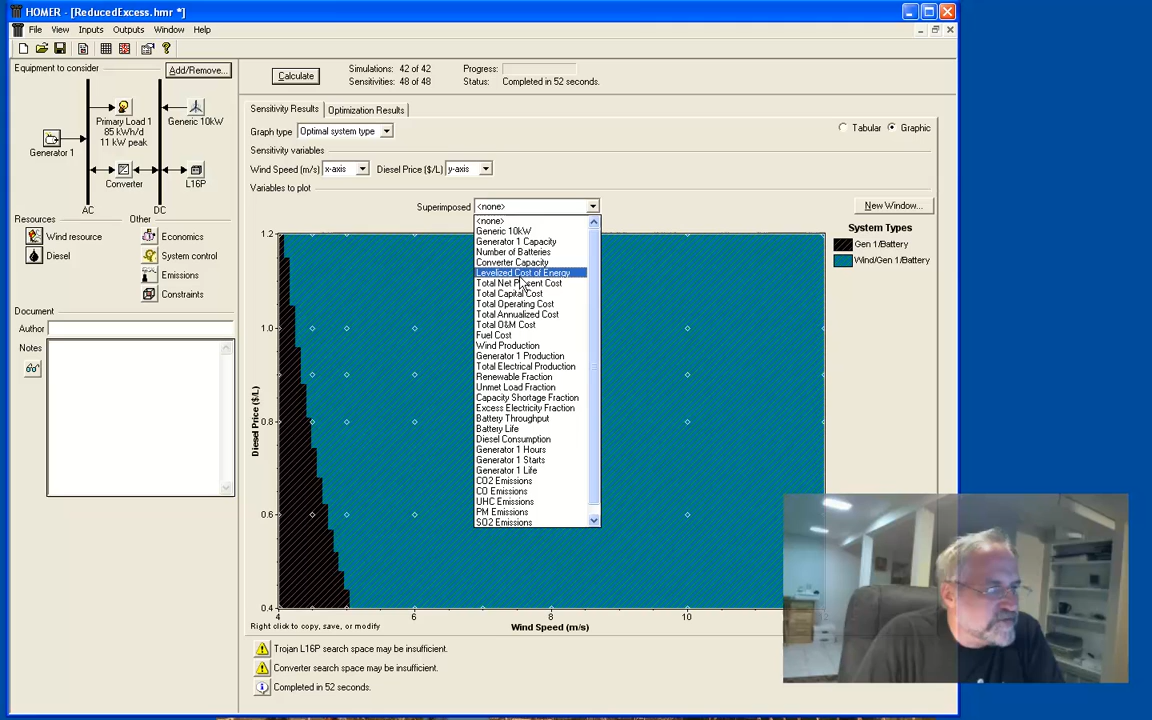 HOMER - [ReducedExcess.hmr *]
File View Inputs Outputs Window Help
Equipment to consider
Add/Remove...
Primary Load 1
85 kWh/d
11 kW peak
Generic 10kW
Generator 1
Converter
L16P
AC
DC
Resources
Other
Wind resource
Economics
Diesel
System control
Emissions
Constraints
Document
Author
Notes
Calculate
Simulations: 42 of 42
Sensitivities: 48 of 48
Progress:
Status: Completed in 52 seconds.
Sensitivity Results
Optimization Results
Graph type
Optimal system type
Tabular
Graphic
Sensitivity variables
Wind Speed (m/s)
x-axis
Diesel Price ($/L)
y-axis
Variables to plot
Superimposed
<none>
New Window...
<none>
Generic 10kW
Generator 1 Capacity
Number of Batteries
Converter Capacity
Levelized Cost of Energy
Total Net Present Cost
Total Capital Cost
Total Operating Cost
Total Annualized Cost
Total O&M Cost
Fuel Cost
Wind Production
Generator 1 Production
Total Electrical Production
Renewable Fraction
Unmet Load Fraction
Capacity Shortage Fraction
Excess Electricity Fraction
Battery Throughput
Battery Life
Diesel Consumption
Generator 1 Hours
Generator 1 Starts
Generator 1 Life
CO2 Emissions
CO Emissions
UHC Emissions
PM Emissions
SO2 Emissions
System Types
Gen 1/Battery
Wind/Gen 1/Battery
1.2
1.0
0.8
0.6
0.4
Diesel Price ($/L)
4
6
8
10
Wind Speed (m/s)
Right click to copy, save, or modify
Trojan L16P search space may be insufficient.
Converter search space may be insufficient.
Completed in 52 seconds.